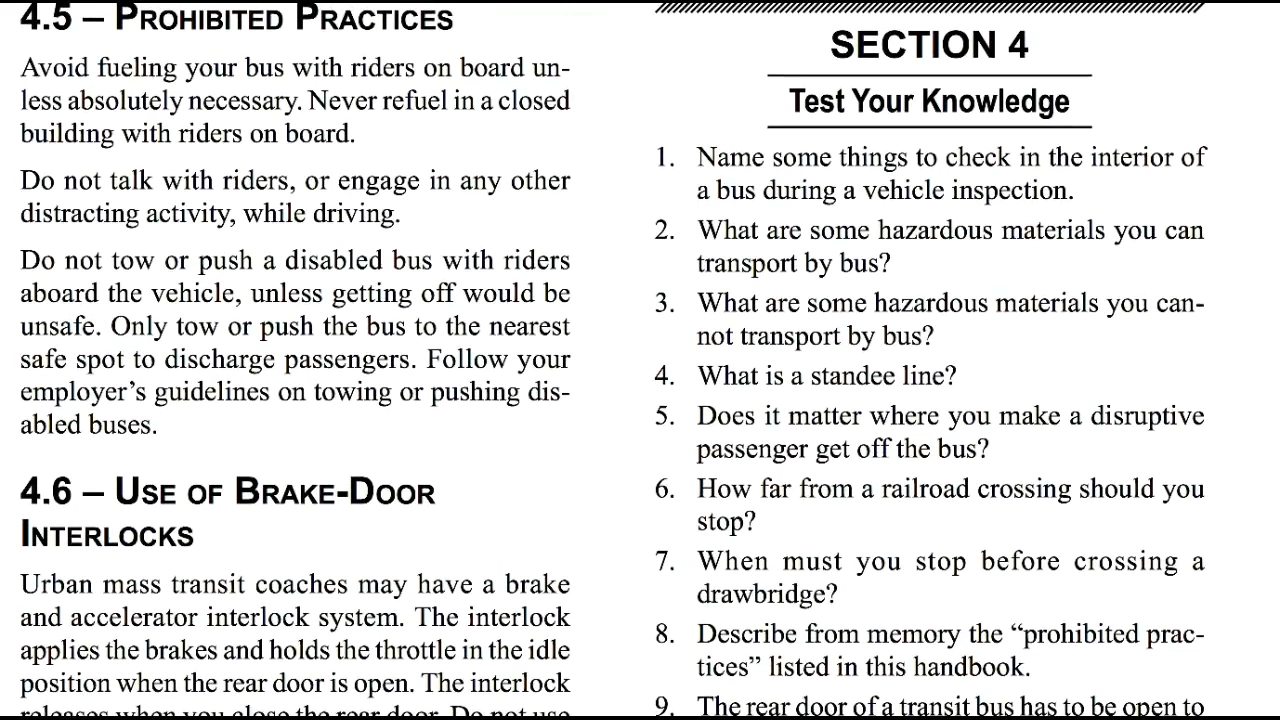 4.5 – PROHIBITED PRACTICES
Avoid fueling your bus with riders on board un-
less absolutely necessary. Never refuel in a closed
building with riders on board.
Do not talk with riders, or engage in any other
distracting activity, while driving.
Do not tow or push a disabled bus with riders
aboard the vehicle, unless getting off would be
unsafe. Only tow or push the bus to the nearest
safe spot to discharge passengers. Follow your
employer’s guidelines on towing or pushing dis-
abled buses.
4.6 – USE OF BRAKE-DOOR
INTERLOCKS
Urban mass transit coaches may have a brake
and accelerator interlock system. The interlock
applies the brakes and holds the throttle in the idle
position when the rear door is open. The interlock
releases when you close the rear door. Do not use
SECTION 4
Test Your Knowledge
1. Name some things to check in the interior of
a bus during a vehicle inspection.
2. What are some hazardous materials you can
transport by bus?
3. What are some hazardous materials you can-
not transport by bus?
4. What is a standee line?
5. Does it matter where you make a disruptive
passenger get off the bus?
6. How far from a railroad crossing should you
stop?
7. When must you stop before crossing a
drawbridge?
8. Describe from memory the “prohibited prac-
tices” listed in this handbook.
9. The rear door of a transit bus has to be open to